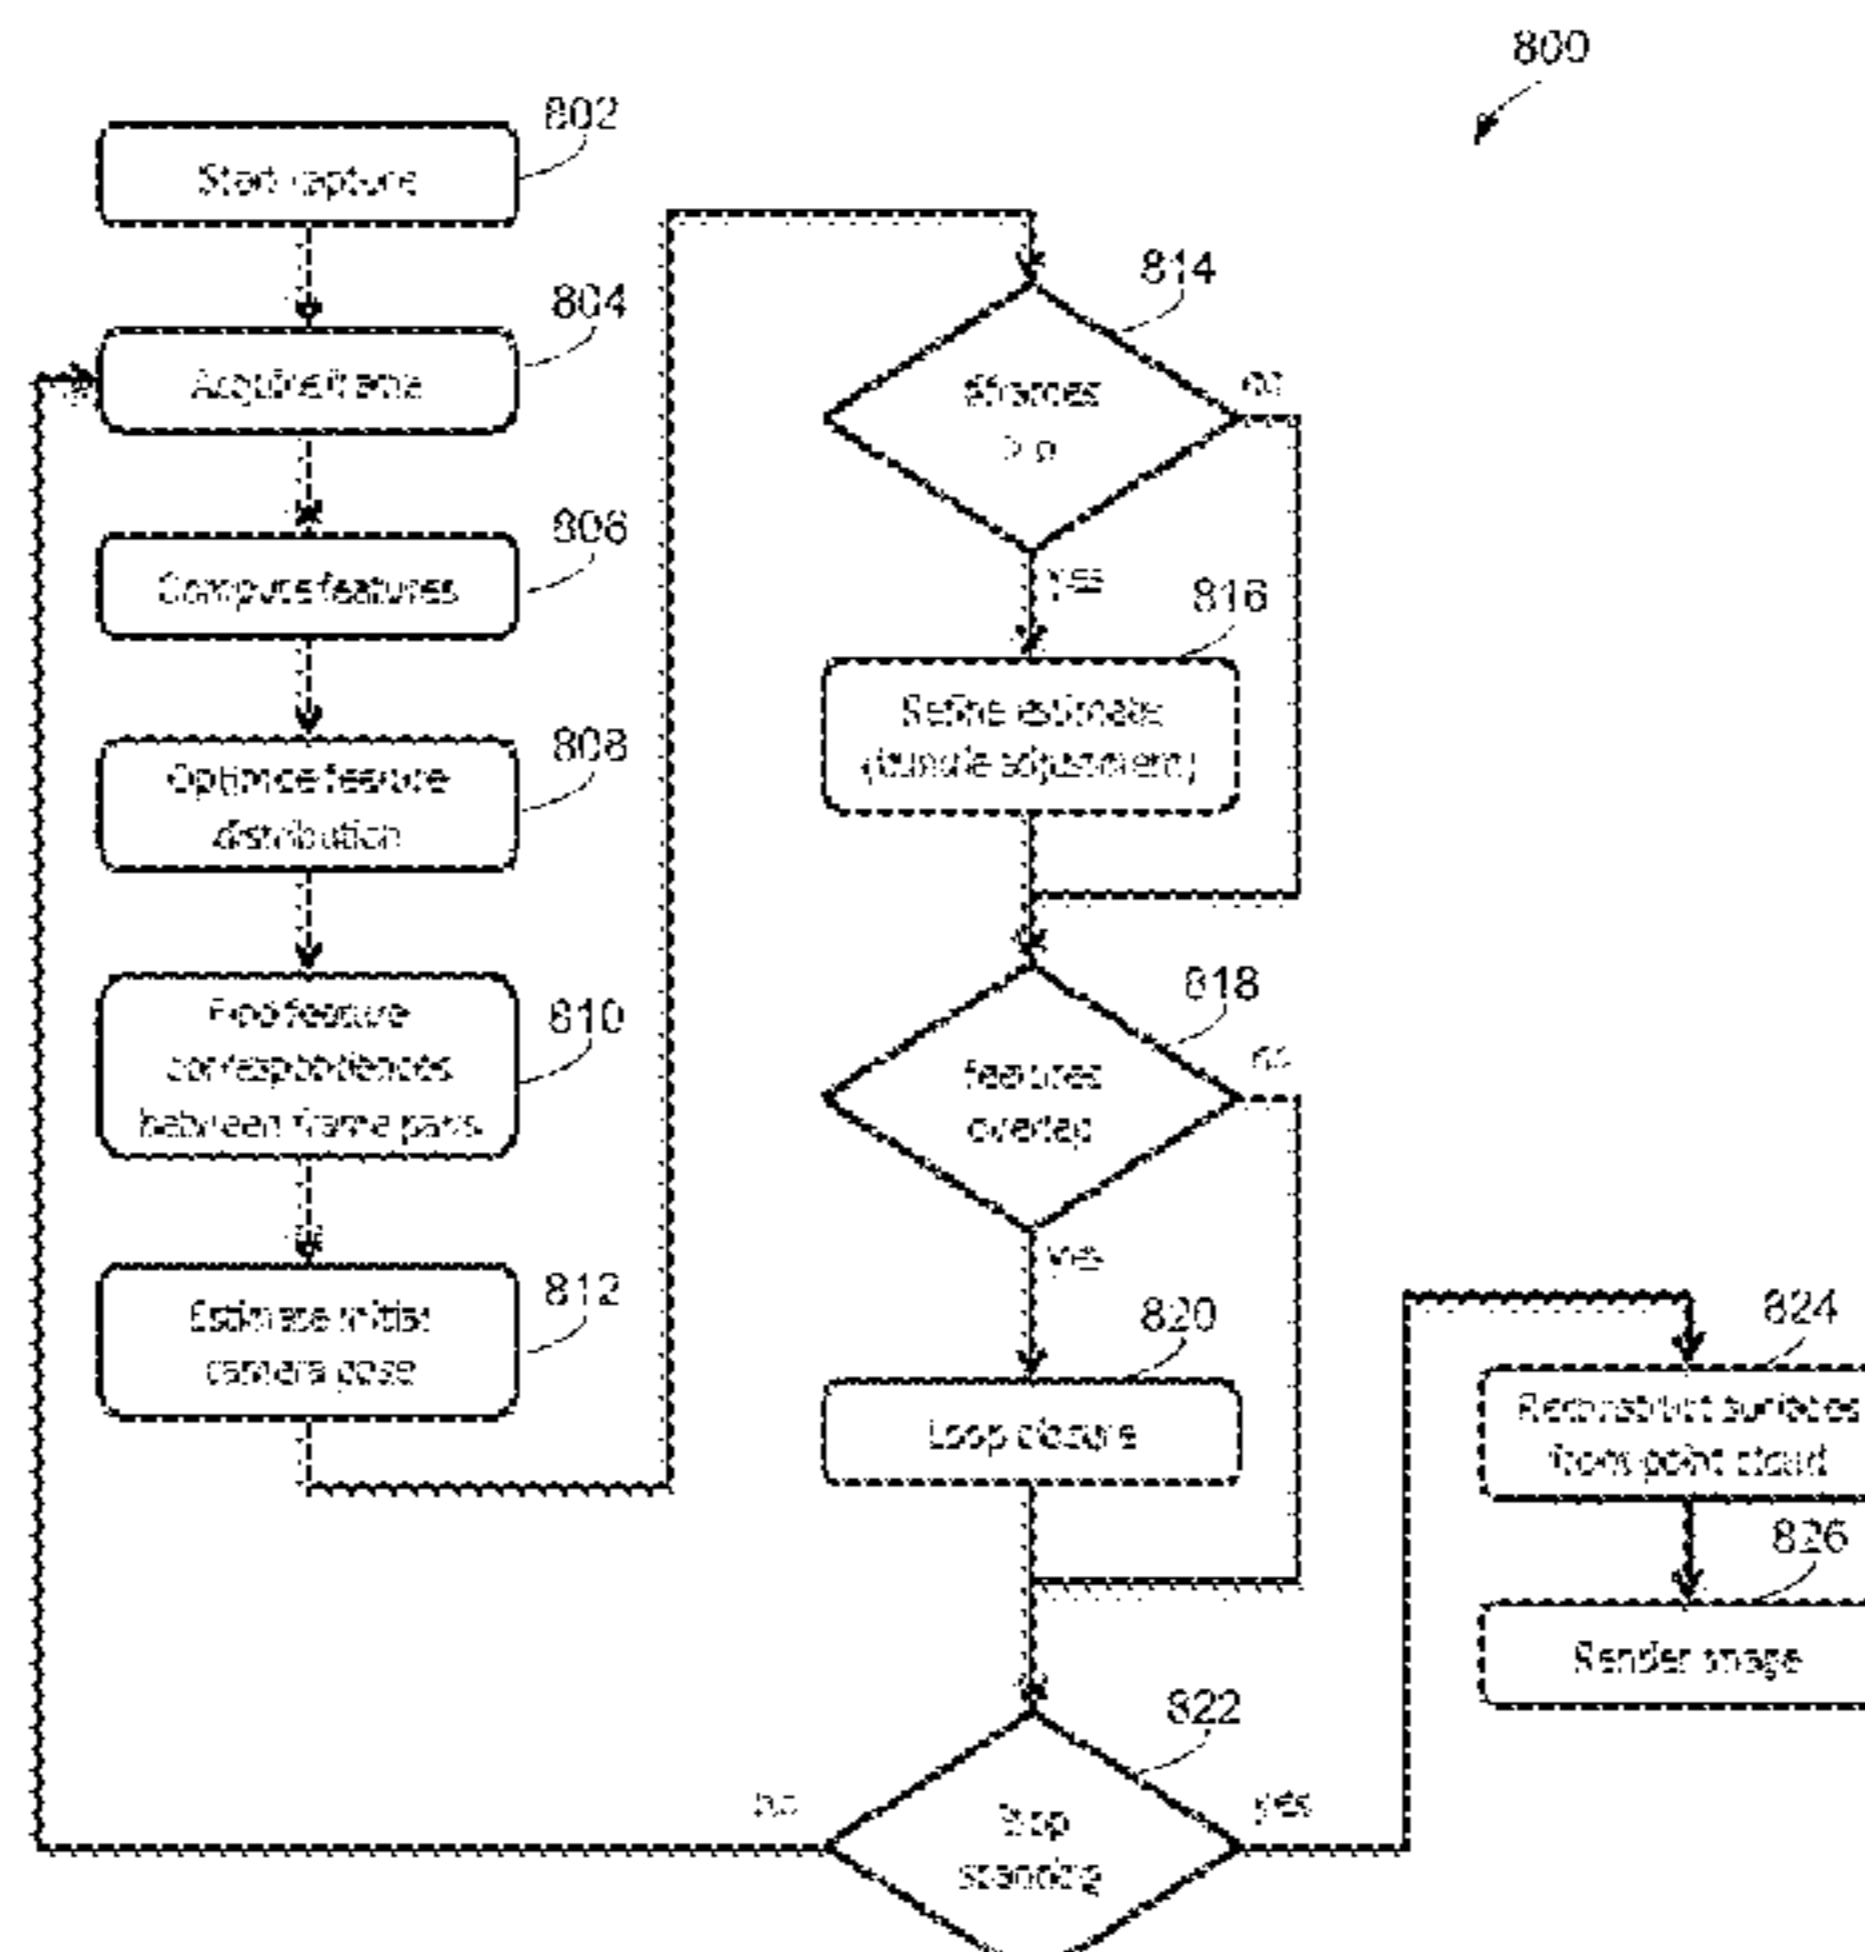 800
802
Start capture
804
Acquire frame
806
Compute features
808
Optimize feature
distribution
810
Find feature
correspondences
between frame pairs
812
Estimate initial
camera pose
814
#frames
> n
no
yes
816
Refine estimate
(bundle adjustment)
818
features
overlap
no
yes
820
Loop closure
822
Stop
scanning
no
yes
824
Reconstruct surfaces
from point cloud
826
Render image